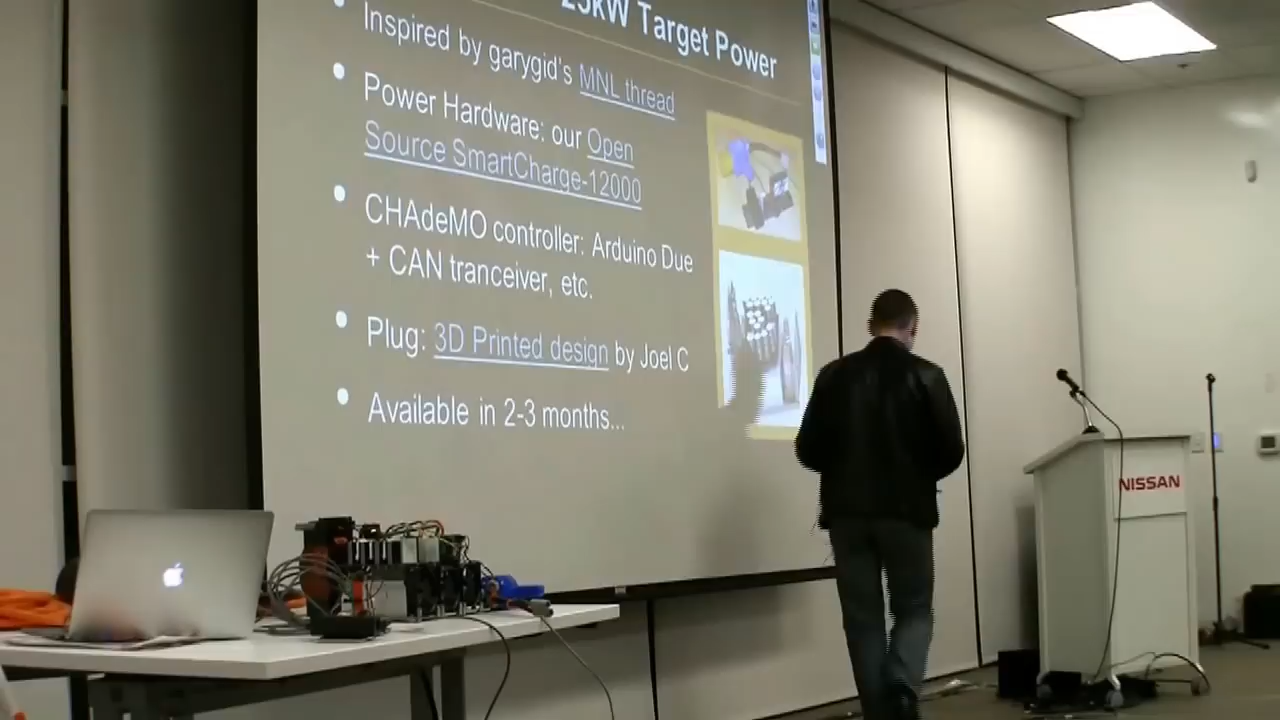 25kW Target Power
Inspired by garygid's MNL thread
Power Hardware: our Open
Source SmartCharge-12000
CHAdeMO controller: Arduino Due
+ CAN tranceiver, etc.
Plug: 3D Printed design by Joel C
Available in 2-3 months...
NISSAN